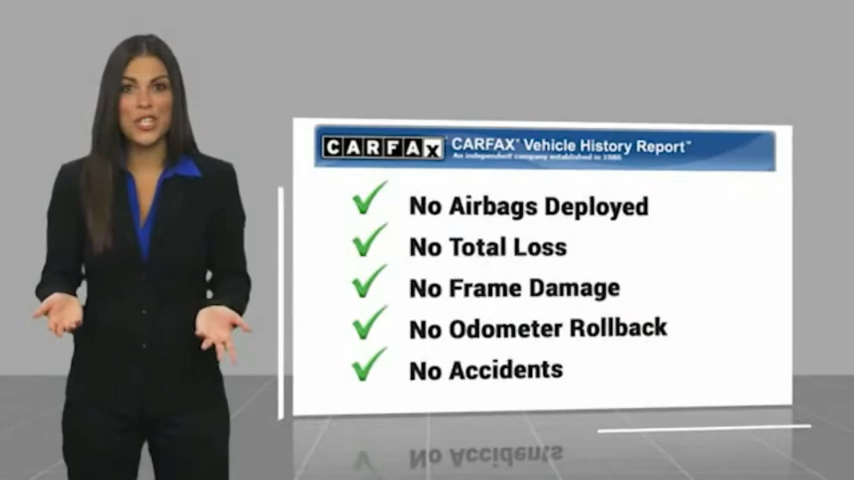 CARFAX CARFAX® Vehicle History Report™
An independent company established in 1986
No Airbags Deployed
No Total Loss
No Frame Damage
No Odometer Rollback
No Accidents
No Accidents